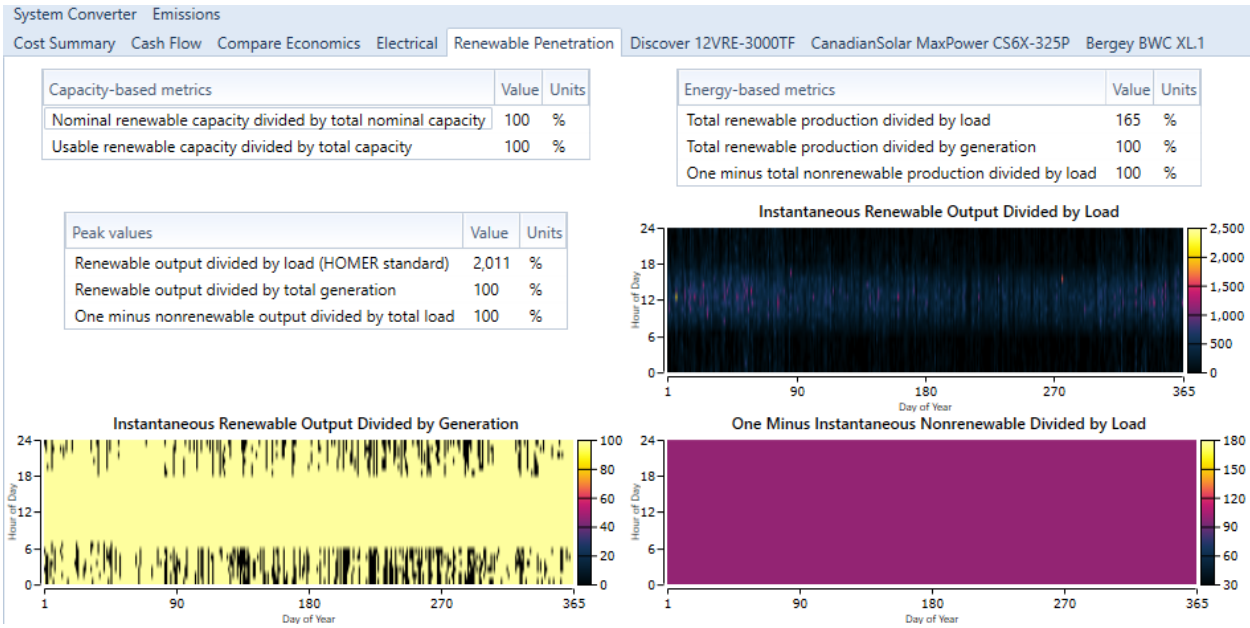 System Converter Emissions
Cost Summary Cash Flow Compare Economics Electrical Renewable Penetration Discover 12VRE-3000TF CanadianSolar MaxPower CS6X-325P Bergey BWC XL.1
Capacity-based metrics Value Units
Nominal renewable capacity divided by total nominal capacity 100 %
Usable renewable capacity divided by total capacity 100 %
Energy-based metrics Value Units
Total renewable production divided by load 165 %
Total renewable production divided by generation 100 %
One minus total nonrenewable production divided by load 100 %
Peak values Value Units
Renewable output divided by load (HOMER standard) 2,011 %
Renewable output divided by total generation 100 %
One minus nonrenewable output divided by total load 100 %
Instantaneous Renewable Output Divided by Load
Hour of Day
24
18
12
6
0
1 90 180 270 365
Day of Year
2,500
2,000
1,500
1,000
500
0
Instantaneous Renewable Output Divided by Generation
Hour of Day
24
18
12
6
0
1 90 180 270 365
Day of Year
100
80
60
40
20
0
One Minus Instantaneous Nonrenewable Divided by Load
Hour of Day
24
18
12
6
0
1 90 180 270 365
Day of Year
180
150
120
90
60
30